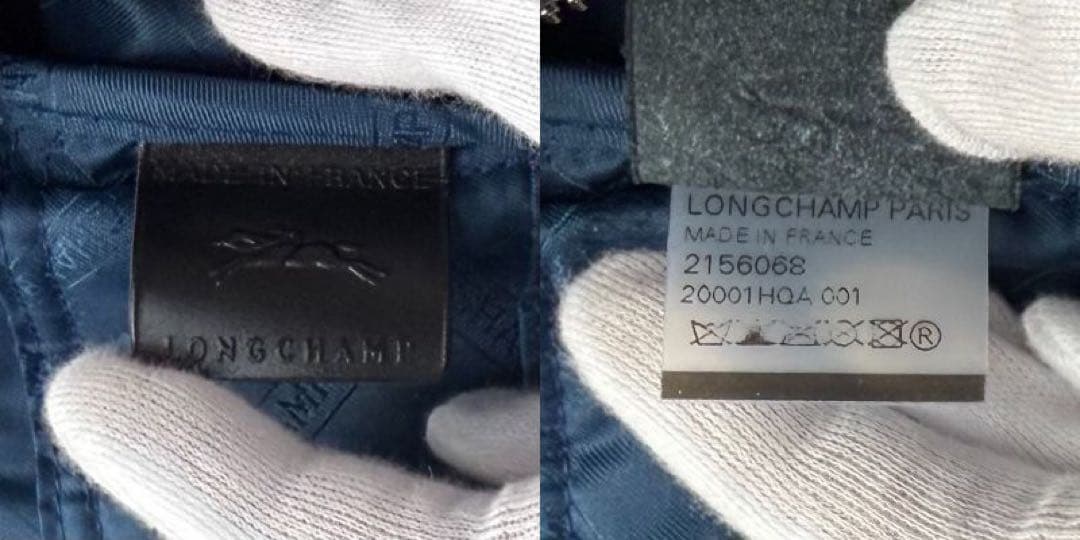 MADE IN FRANCE
LONGCHAMP
LONGCHAMP PARIS
MADE IN FRANCE
2156068
20001HQA 001
®